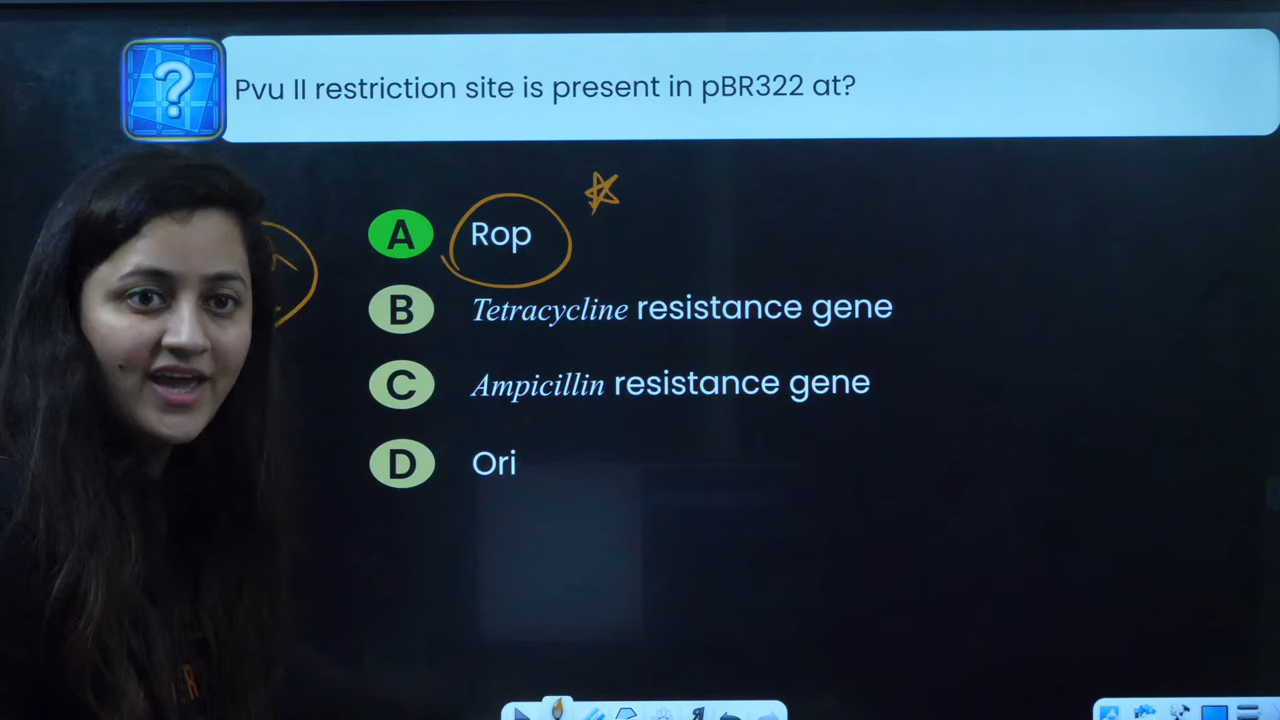 ?
Pvu II restriction site is present in pBR322 at?
A Rop
B Tetracycline resistance gene
C Ampicillin resistance gene
D Ori